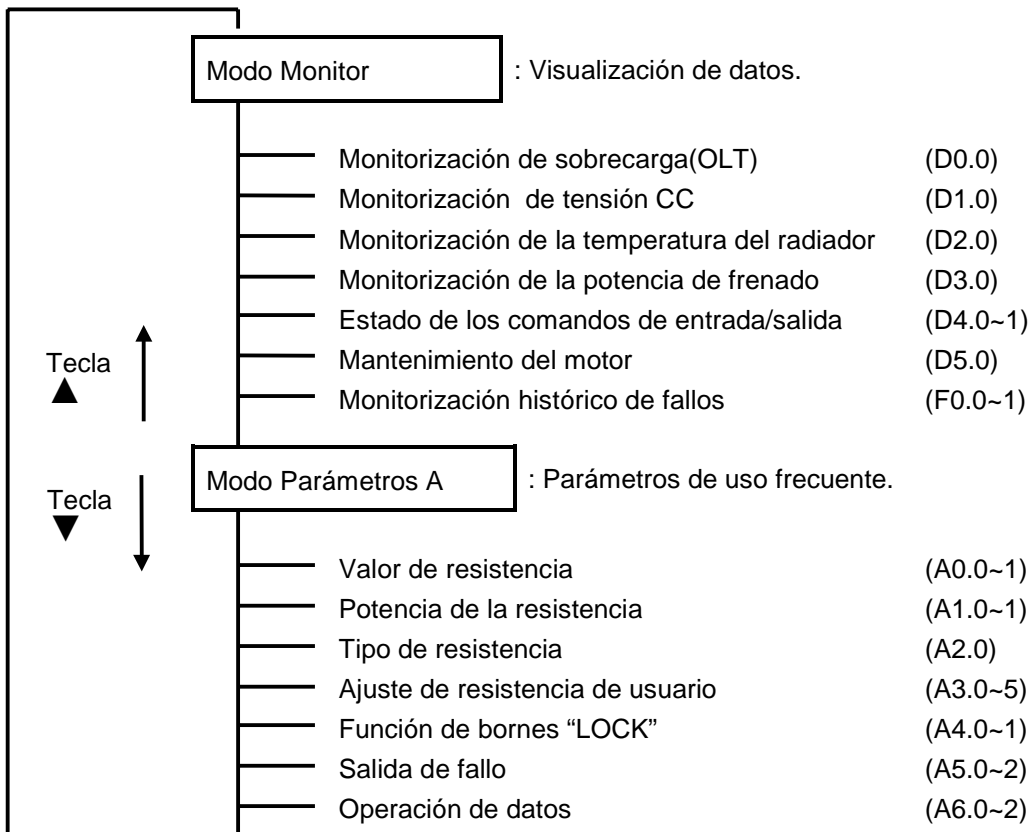 Modo Monitor : Visualización de datos.
Monitorización de sobrecarga(OLT) (D0.0)
Monitorización de tensión CC (D1.0)
Monitorización de la temperatura del radiador (D2.0)
Monitorización de la potencia de frenado (D3.0)
Estado de los comandos de entrada/salida (D4.0~1)
Tecla ▲
Mantenimiento del motor (D5.0)
Monitorización histórico de fallos (F0.0~1)
Modo Parámetros A : Parámetros de uso frecuente.
Tecla ▼
Valor de resistencia (A0.0~1)
Potencia de la resistencia (A1.0~1)
Tipo de resistencia (A2.0)
Ajuste de resistencia de usuario (A3.0~5)
Función de bornes “LOCK” (A4.0~1)
Salida de fallo (A5.0~2)
Operación de datos (A6.0~2)